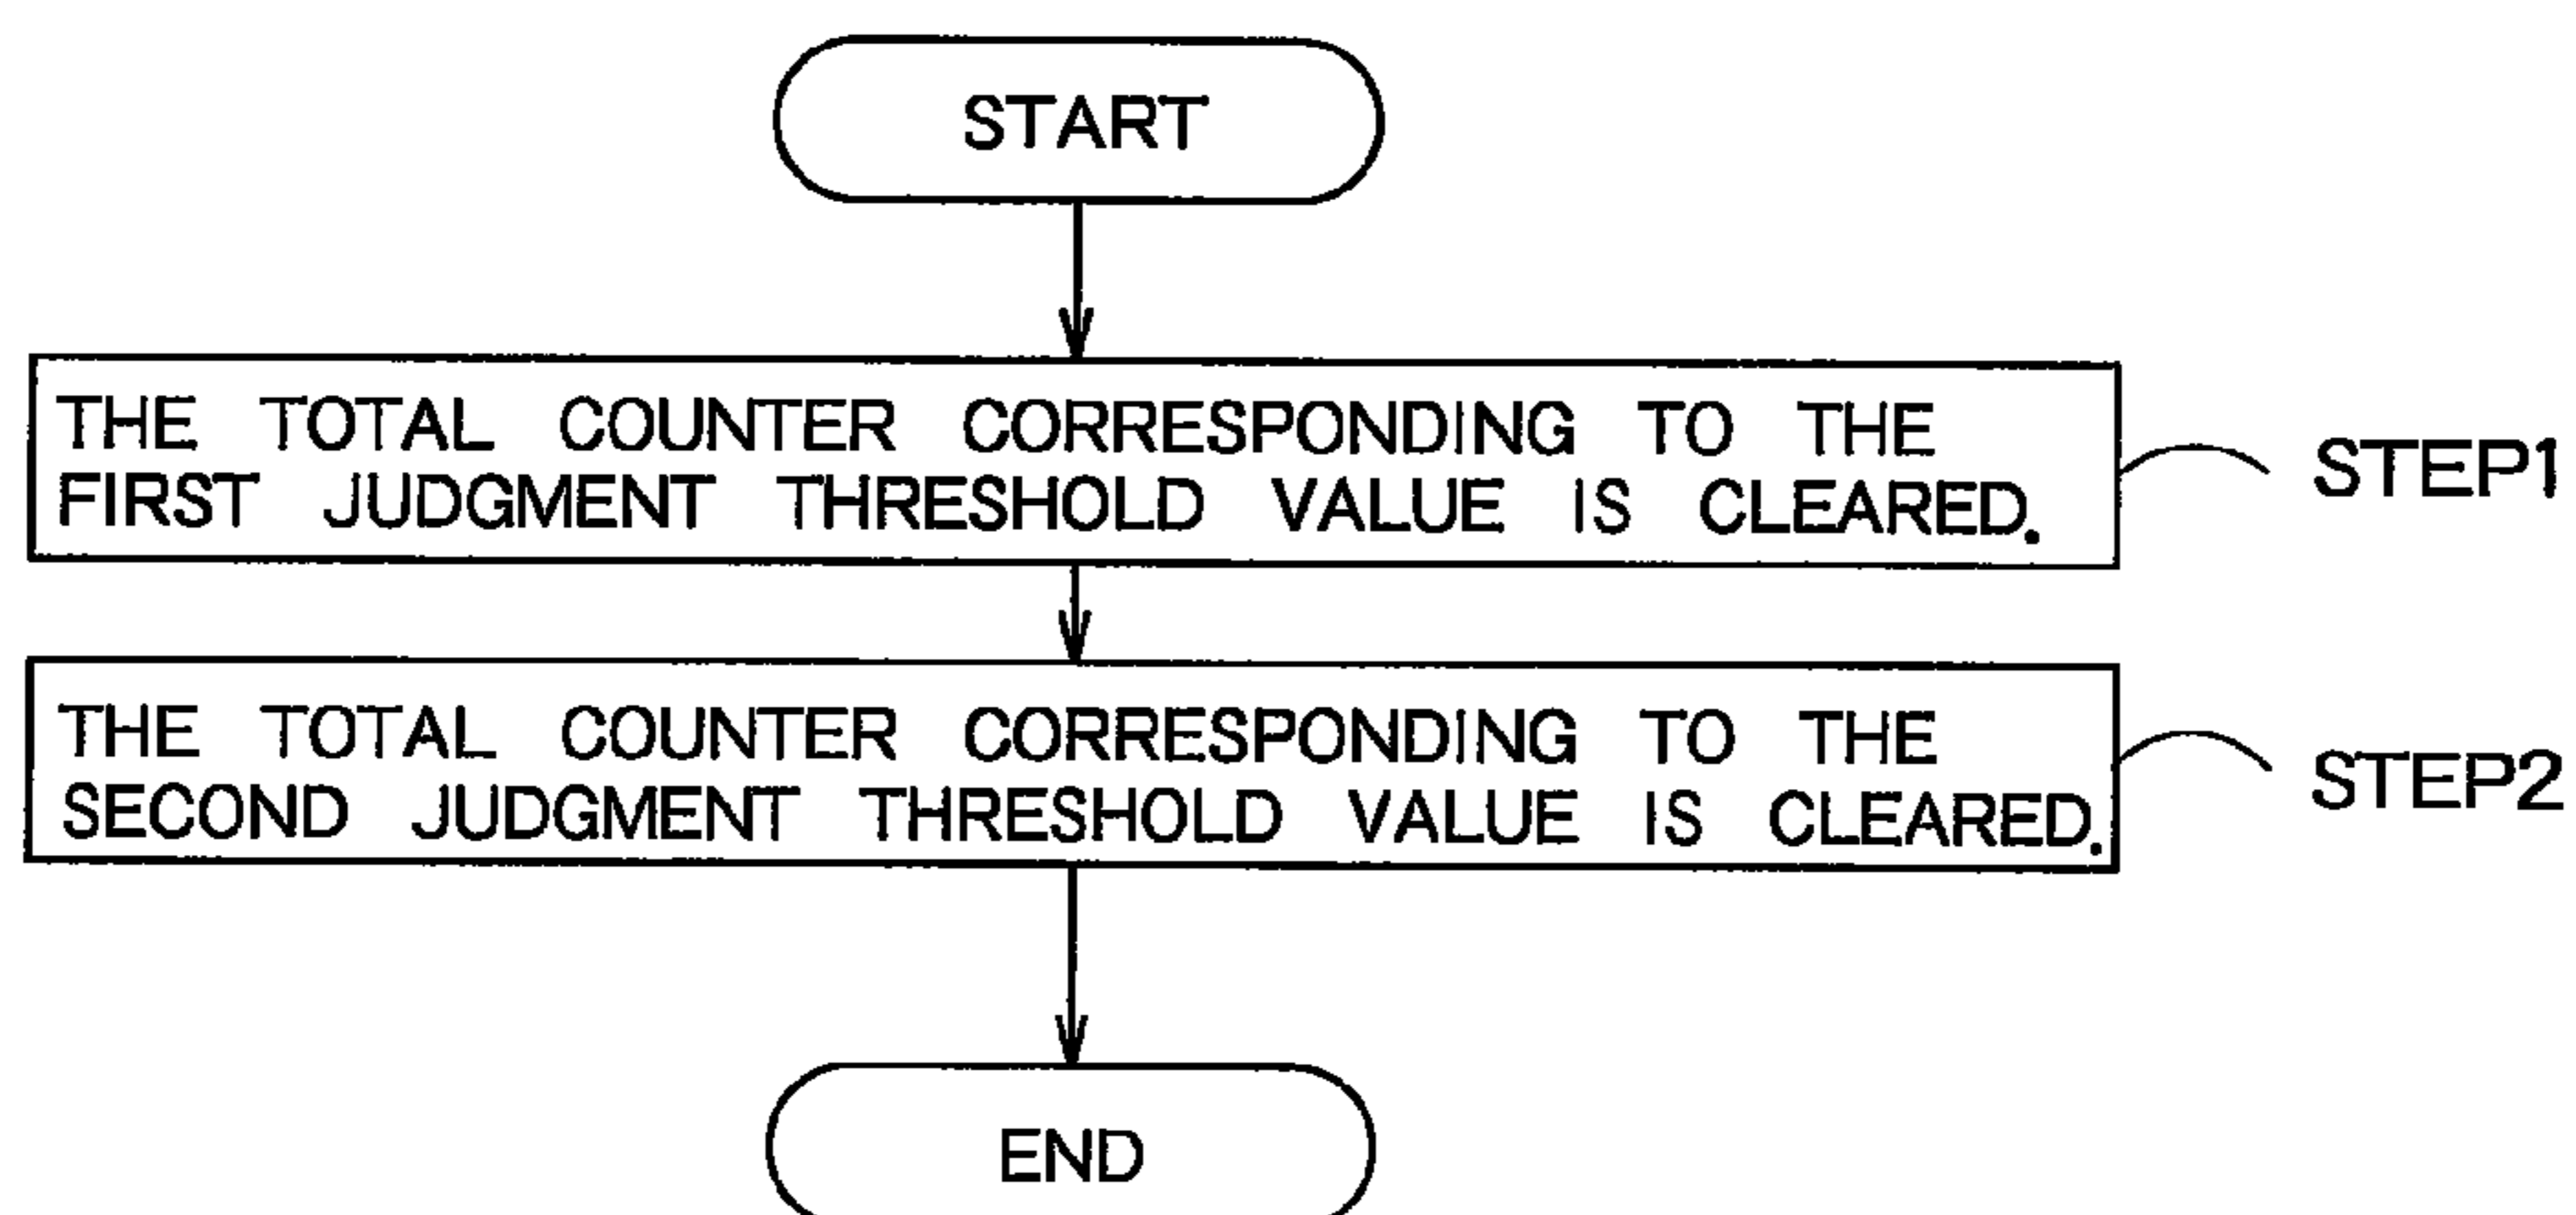 START
THE TOTAL COUNTER CORRESPONDING TO THE
FIRST JUDGMENT THRESHOLD VALUE IS CLEARED.
STEP1
THE TOTAL COUNTER CORRESPONDING TO THE
SECOND JUDGMENT THRESHOLD VALUE IS CLEARED.
STEP2
END